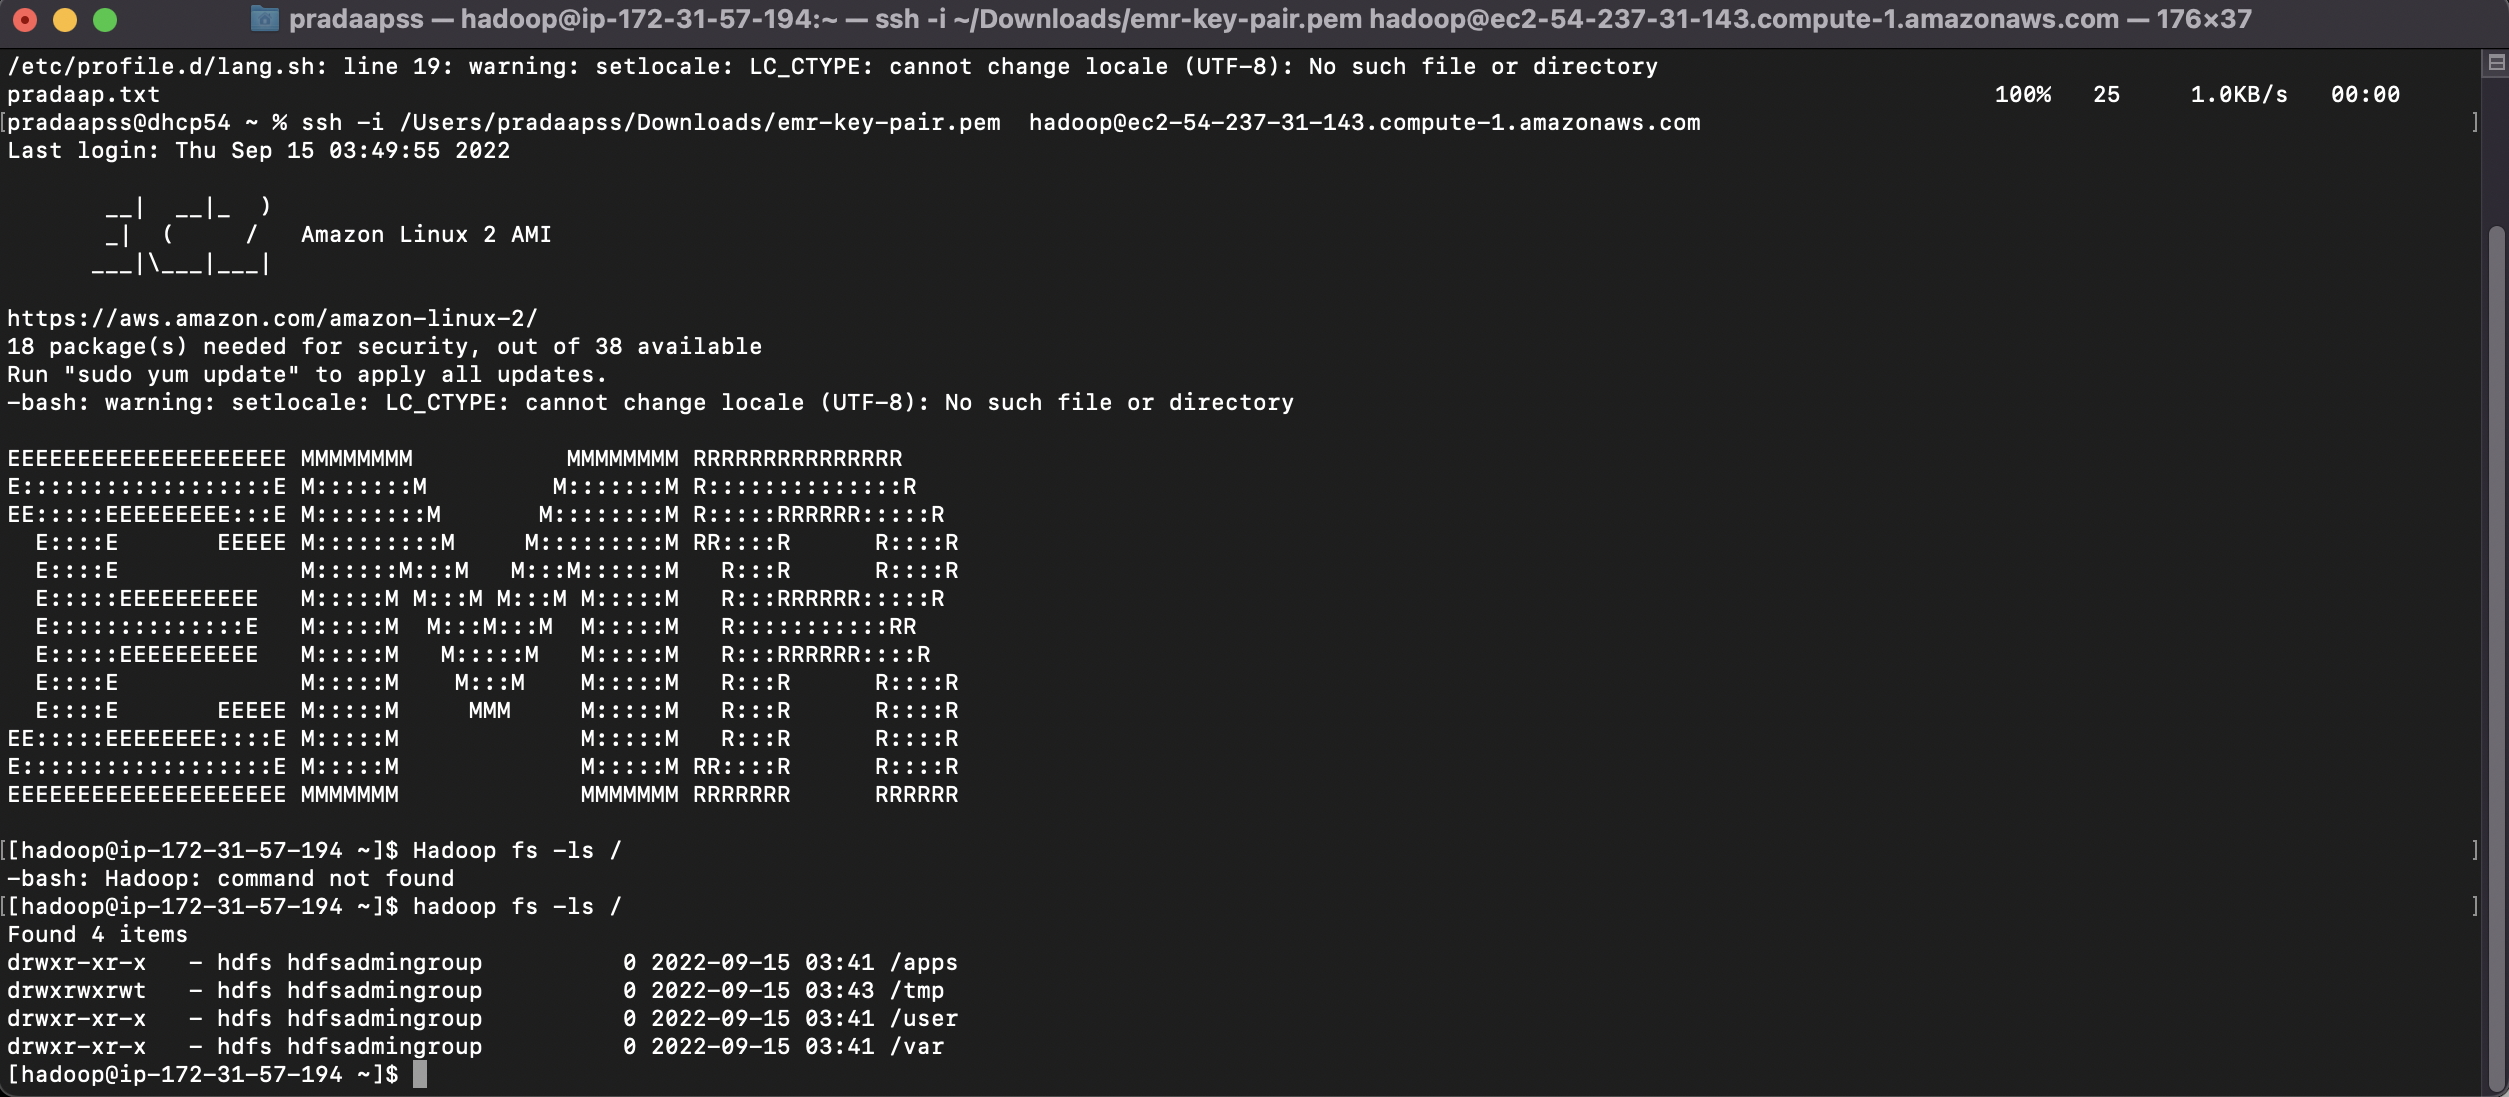 pradaapss — hadoop@ip-172-31-57-194:~ — ssh -i ~/Downloads/emr-key-pair.pem hadoop@ec2-54-237-31-143.compute-1.amazonaws.com — 176×37
/etc/profile.d/lang.sh: line 19: warning: setlocale: LC_CTYPE: cannot change locale (UTF-8): No such file or directory
pradaap.txt 100% 25 1.0KB/s 00:00
[pradaapss@dhcp54 ~ % ssh -i /Users/pradaapss/Downloads/emr-key-pair.pem  hadoop@ec2-54-237-31-143.compute-1.amazonaws.com ]
Last login: Thu Sep 15 03:49:55 2022
       __|  __|_  )
       _|  (     /   Amazon Linux 2 AMI
      ___|\___|___|
https://aws.amazon.com/amazon-linux-2/
18 package(s) needed for security, out of 38 available
Run "sudo yum update" to apply all updates.
-bash: warning: setlocale: LC_CTYPE: cannot change locale (UTF-8): No such file or directory
EEEEEEEEEEEEEEEEEEEE MMMMMMMM           MMMMMMMM RRRRRRRRRRRRRRR
E::::::::::::::::::E M:::::::M         M:::::::M R::::::::::::::R
EE:::::EEEEEEEEE:::E M::::::::M       M::::::::M R:::::RRRRRR:::::R
  E::::E       EEEEE M:::::::::M     M:::::::::M RR::::R      R::::R
  E::::E             M::::::M:::M   M:::M::::::M   R:::R      R::::R
  E:::::EEEEEEEEEE   M:::::M M:::M M:::M M:::::M   R:::RRRRRR:::::R
  E::::::::::::::E   M:::::M  M:::M:::M  M:::::M   R:::::::::::RR
  E:::::EEEEEEEEEE   M:::::M   M:::::M   M:::::M   R:::RRRRRR::::R
  E::::E             M:::::M    M:::M    M:::::M   R:::R      R::::R
  E::::E       EEEEE M:::::M     MMM     M:::::M   R:::R      R::::R
EE:::::EEEEEEEE::::E M:::::M             M:::::M   R:::R      R::::R
E::::::::::::::::::E M:::::M             M:::::M RR::::R      R::::R
EEEEEEEEEEEEEEEEEEEE MMMMMMM             MMMMMMM RRRRRRR      RRRRRR
[[hadoop@ip-172-31-57-194 ~]$ Hadoop fs -ls / ]
-bash: Hadoop: command not found
[[hadoop@ip-172-31-57-194 ~]$ hadoop fs -ls / ]
Found 4 items
drwxr-xr-x   - hdfs hdfsadmingroup          0 2022-09-15 03:41 /apps
drwxrwxrwt   - hdfs hdfsadmingroup          0 2022-09-15 03:43 /tmp
drwxr-xr-x   - hdfs hdfsadmingroup          0 2022-09-15 03:41 /user
drwxr-xr-x   - hdfs hdfsadmingroup          0 2022-09-15 03:41 /var
[hadoop@ip-172-31-57-194 ~]$